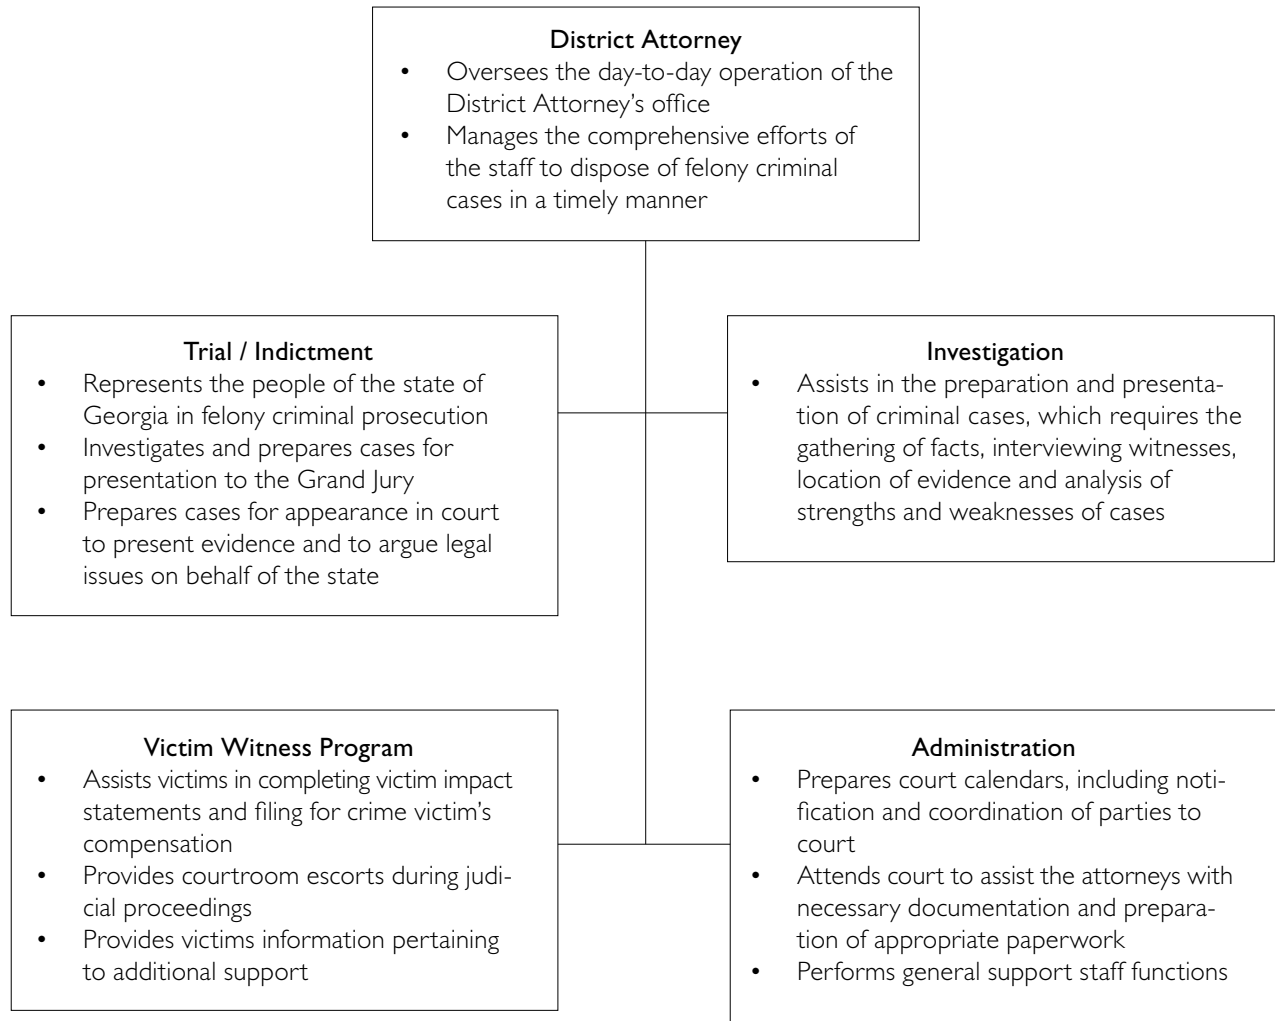 District Attorney
• Oversees the day-to-day operation of the
District Attorney’s office
• Manages the comprehensive efforts of
the staff to dispose of felony criminal
cases in a timely manner
Trial / Indictment
• Represents the people of the state of
Georgia in felony criminal prosecution
• Investigates and prepares cases for
presentation to the Grand Jury
• Prepares cases for appearance in court
to present evidence and to argue legal
issues on behalf of the state
Investigation
• Assists in the preparation and presenta-
tion of criminal cases, which requires the
gathering of facts, interviewing witnesses,
location of evidence and analysis of
strengths and weaknesses of cases
Victim Witness Program
• Assists victims in completing victim impact
statements and filing for crime victim’s
compensation
• Provides courtroom escorts during judi-
cial proceedings
• Provides victims information pertaining
to additional support
Administration
• Prepares court calendars, including noti-
fication and coordination of parties to
court
• Attends court to assist the attorneys with
necessary documentation and prepara-
tion of appropriate paperwork
• Performs general support staff functions